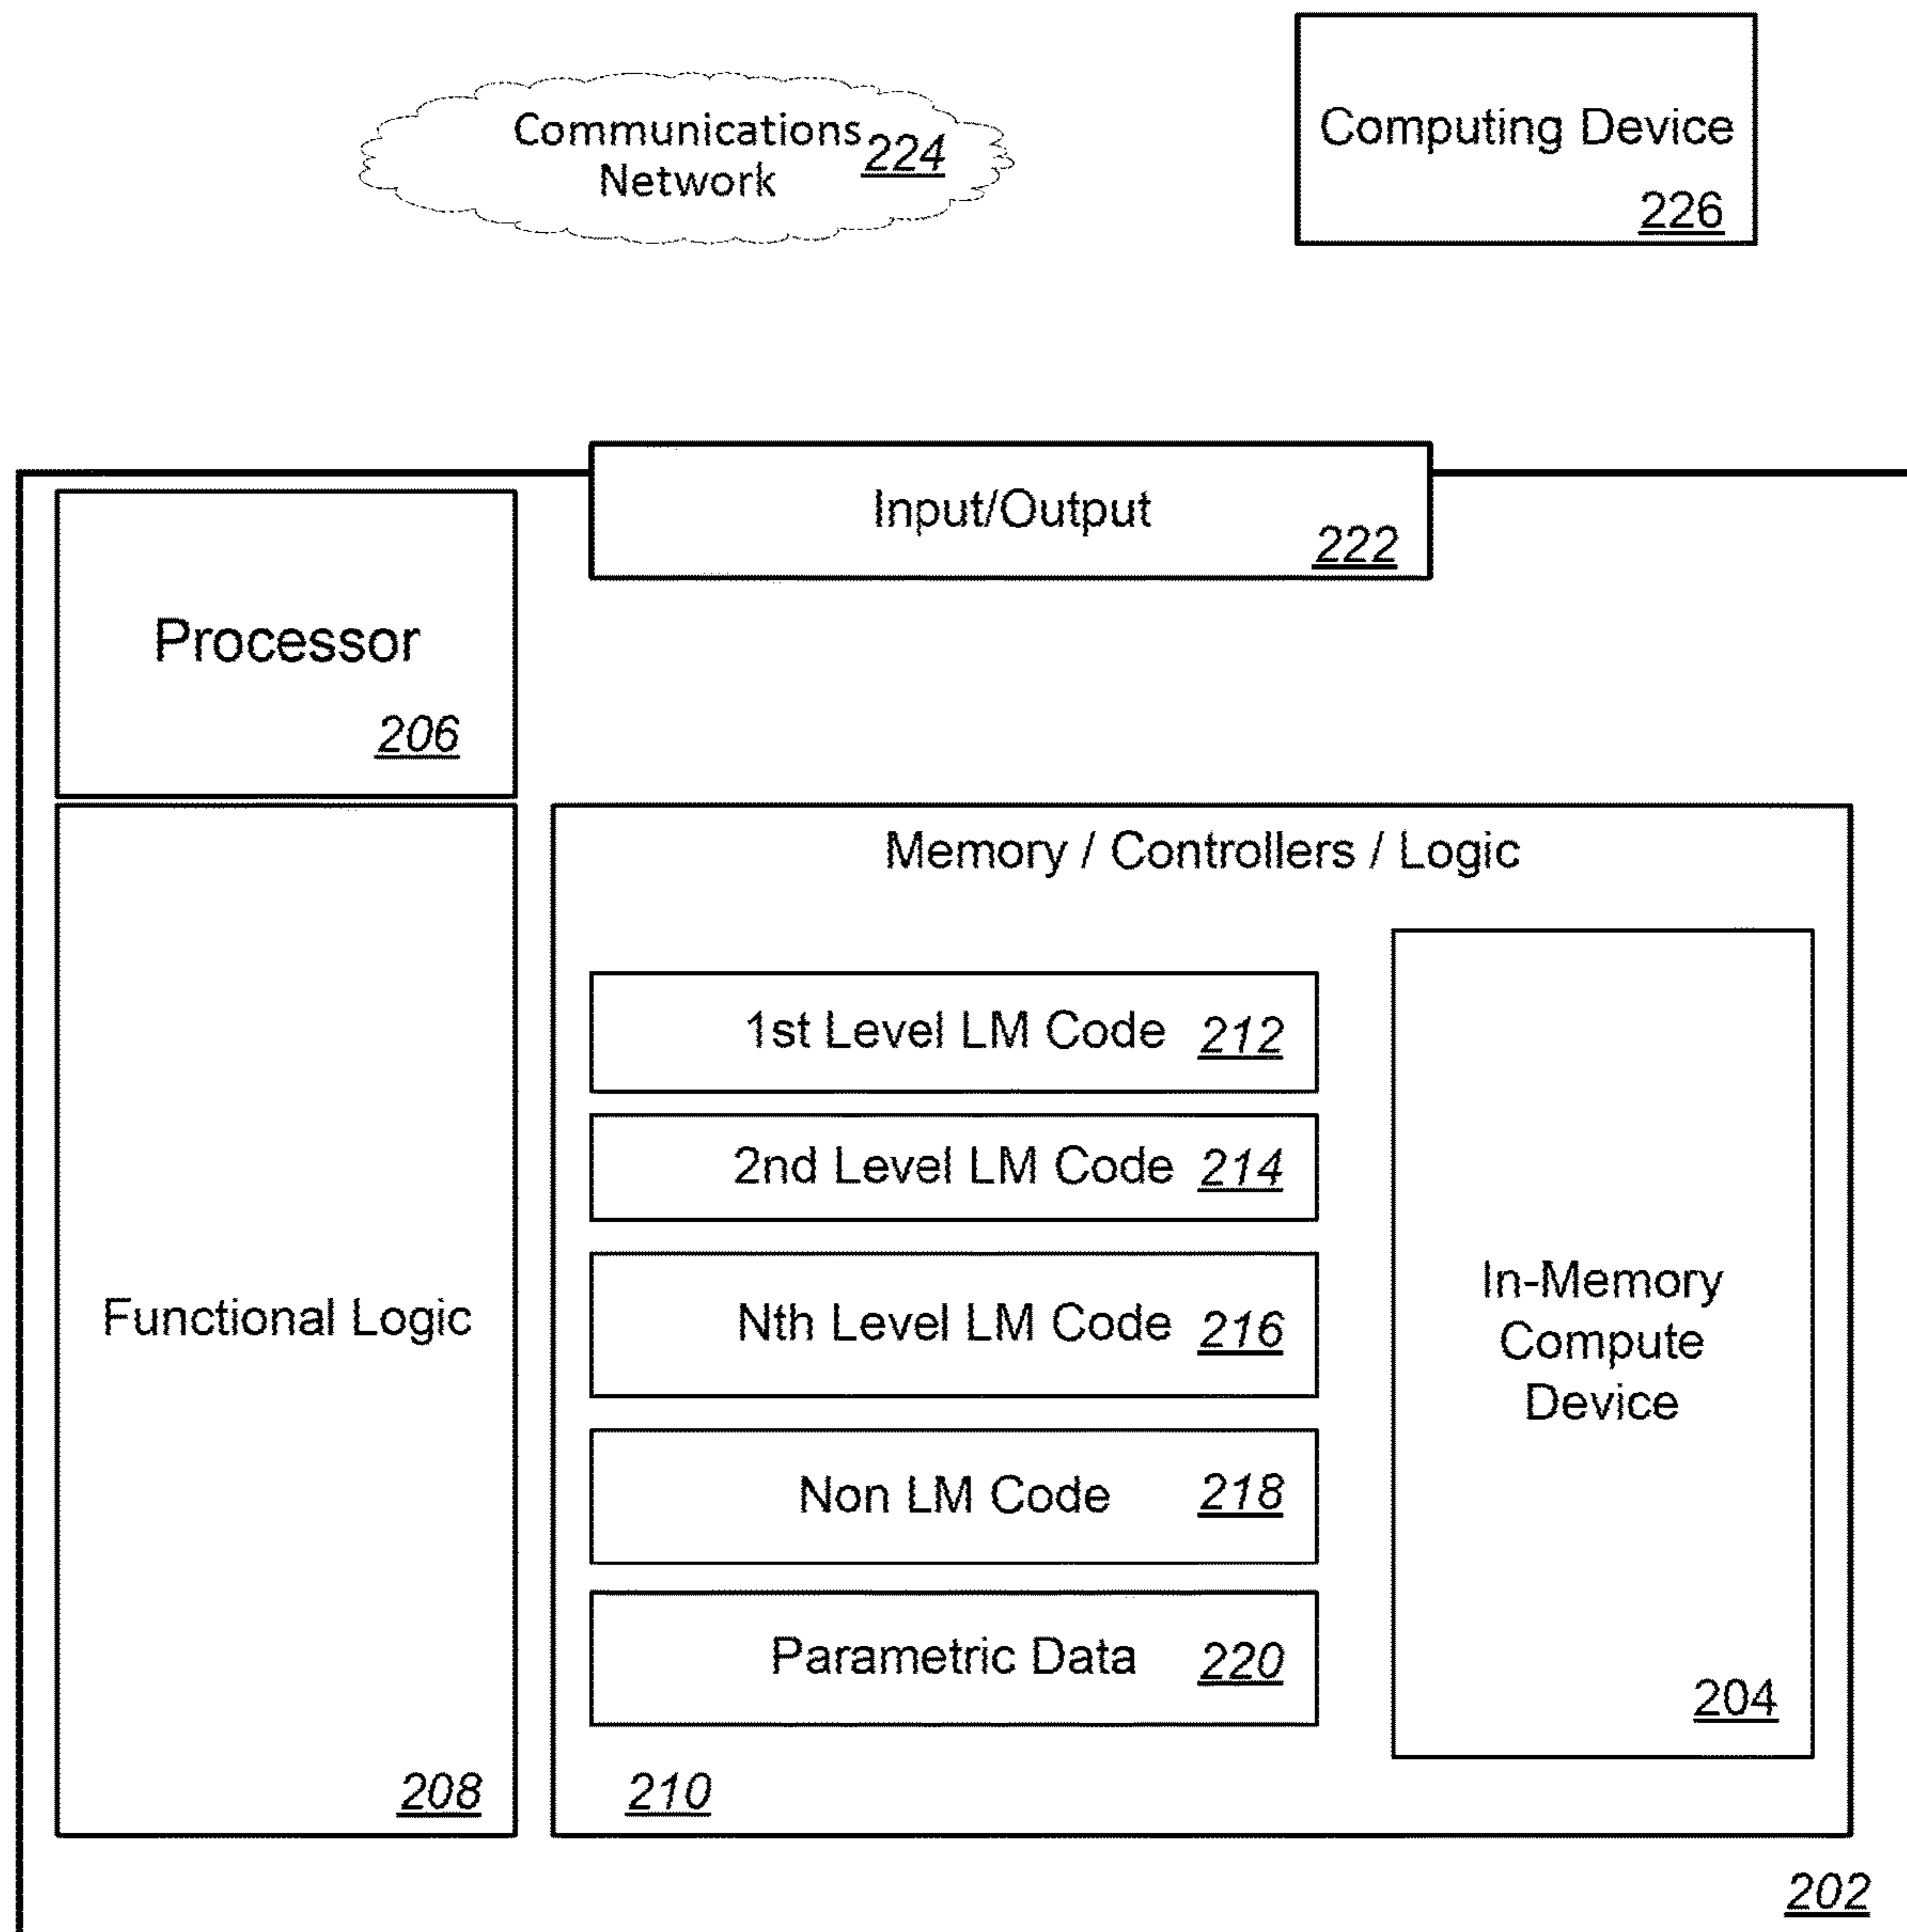 Communications
Network
224
Computing Device
226
Input/Output
222
Processor
206
Functional Logic
208
Memory / Controllers / Logic
1st Level LM Code 212
2nd Level LM Code 214
Nth Level LM Code 216
Non LM Code 218
Parametric Data 220
In-Memory
Compute
Device
204
210
202